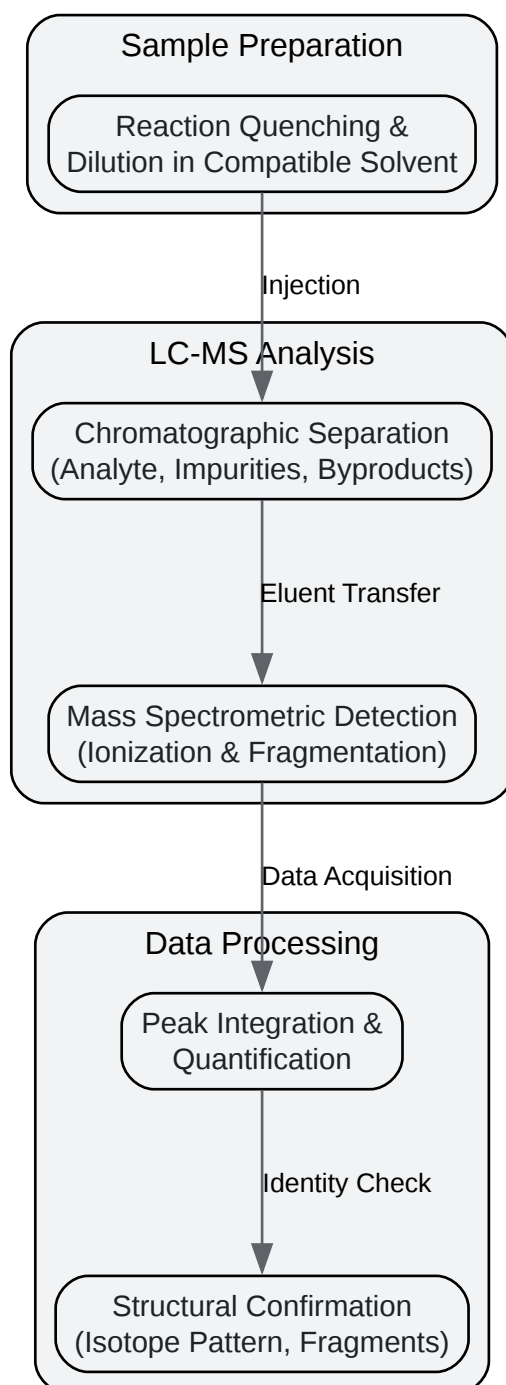 Sample Preparation
Reaction Quenching &
Dilution in Compatible Solvent
Injection
LC-MS Analysis
Chromatographic Separation
(Analyte, Impurities, Byproducts)
Eluent Transfer
Mass Spectrometric Detection
(Ionization & Fragmentation)
Data Acquisition
Data Processing
Peak Integration &
Quantification
Identity Check
Structural Confirmation
(Isotope Pattern, Fragments)